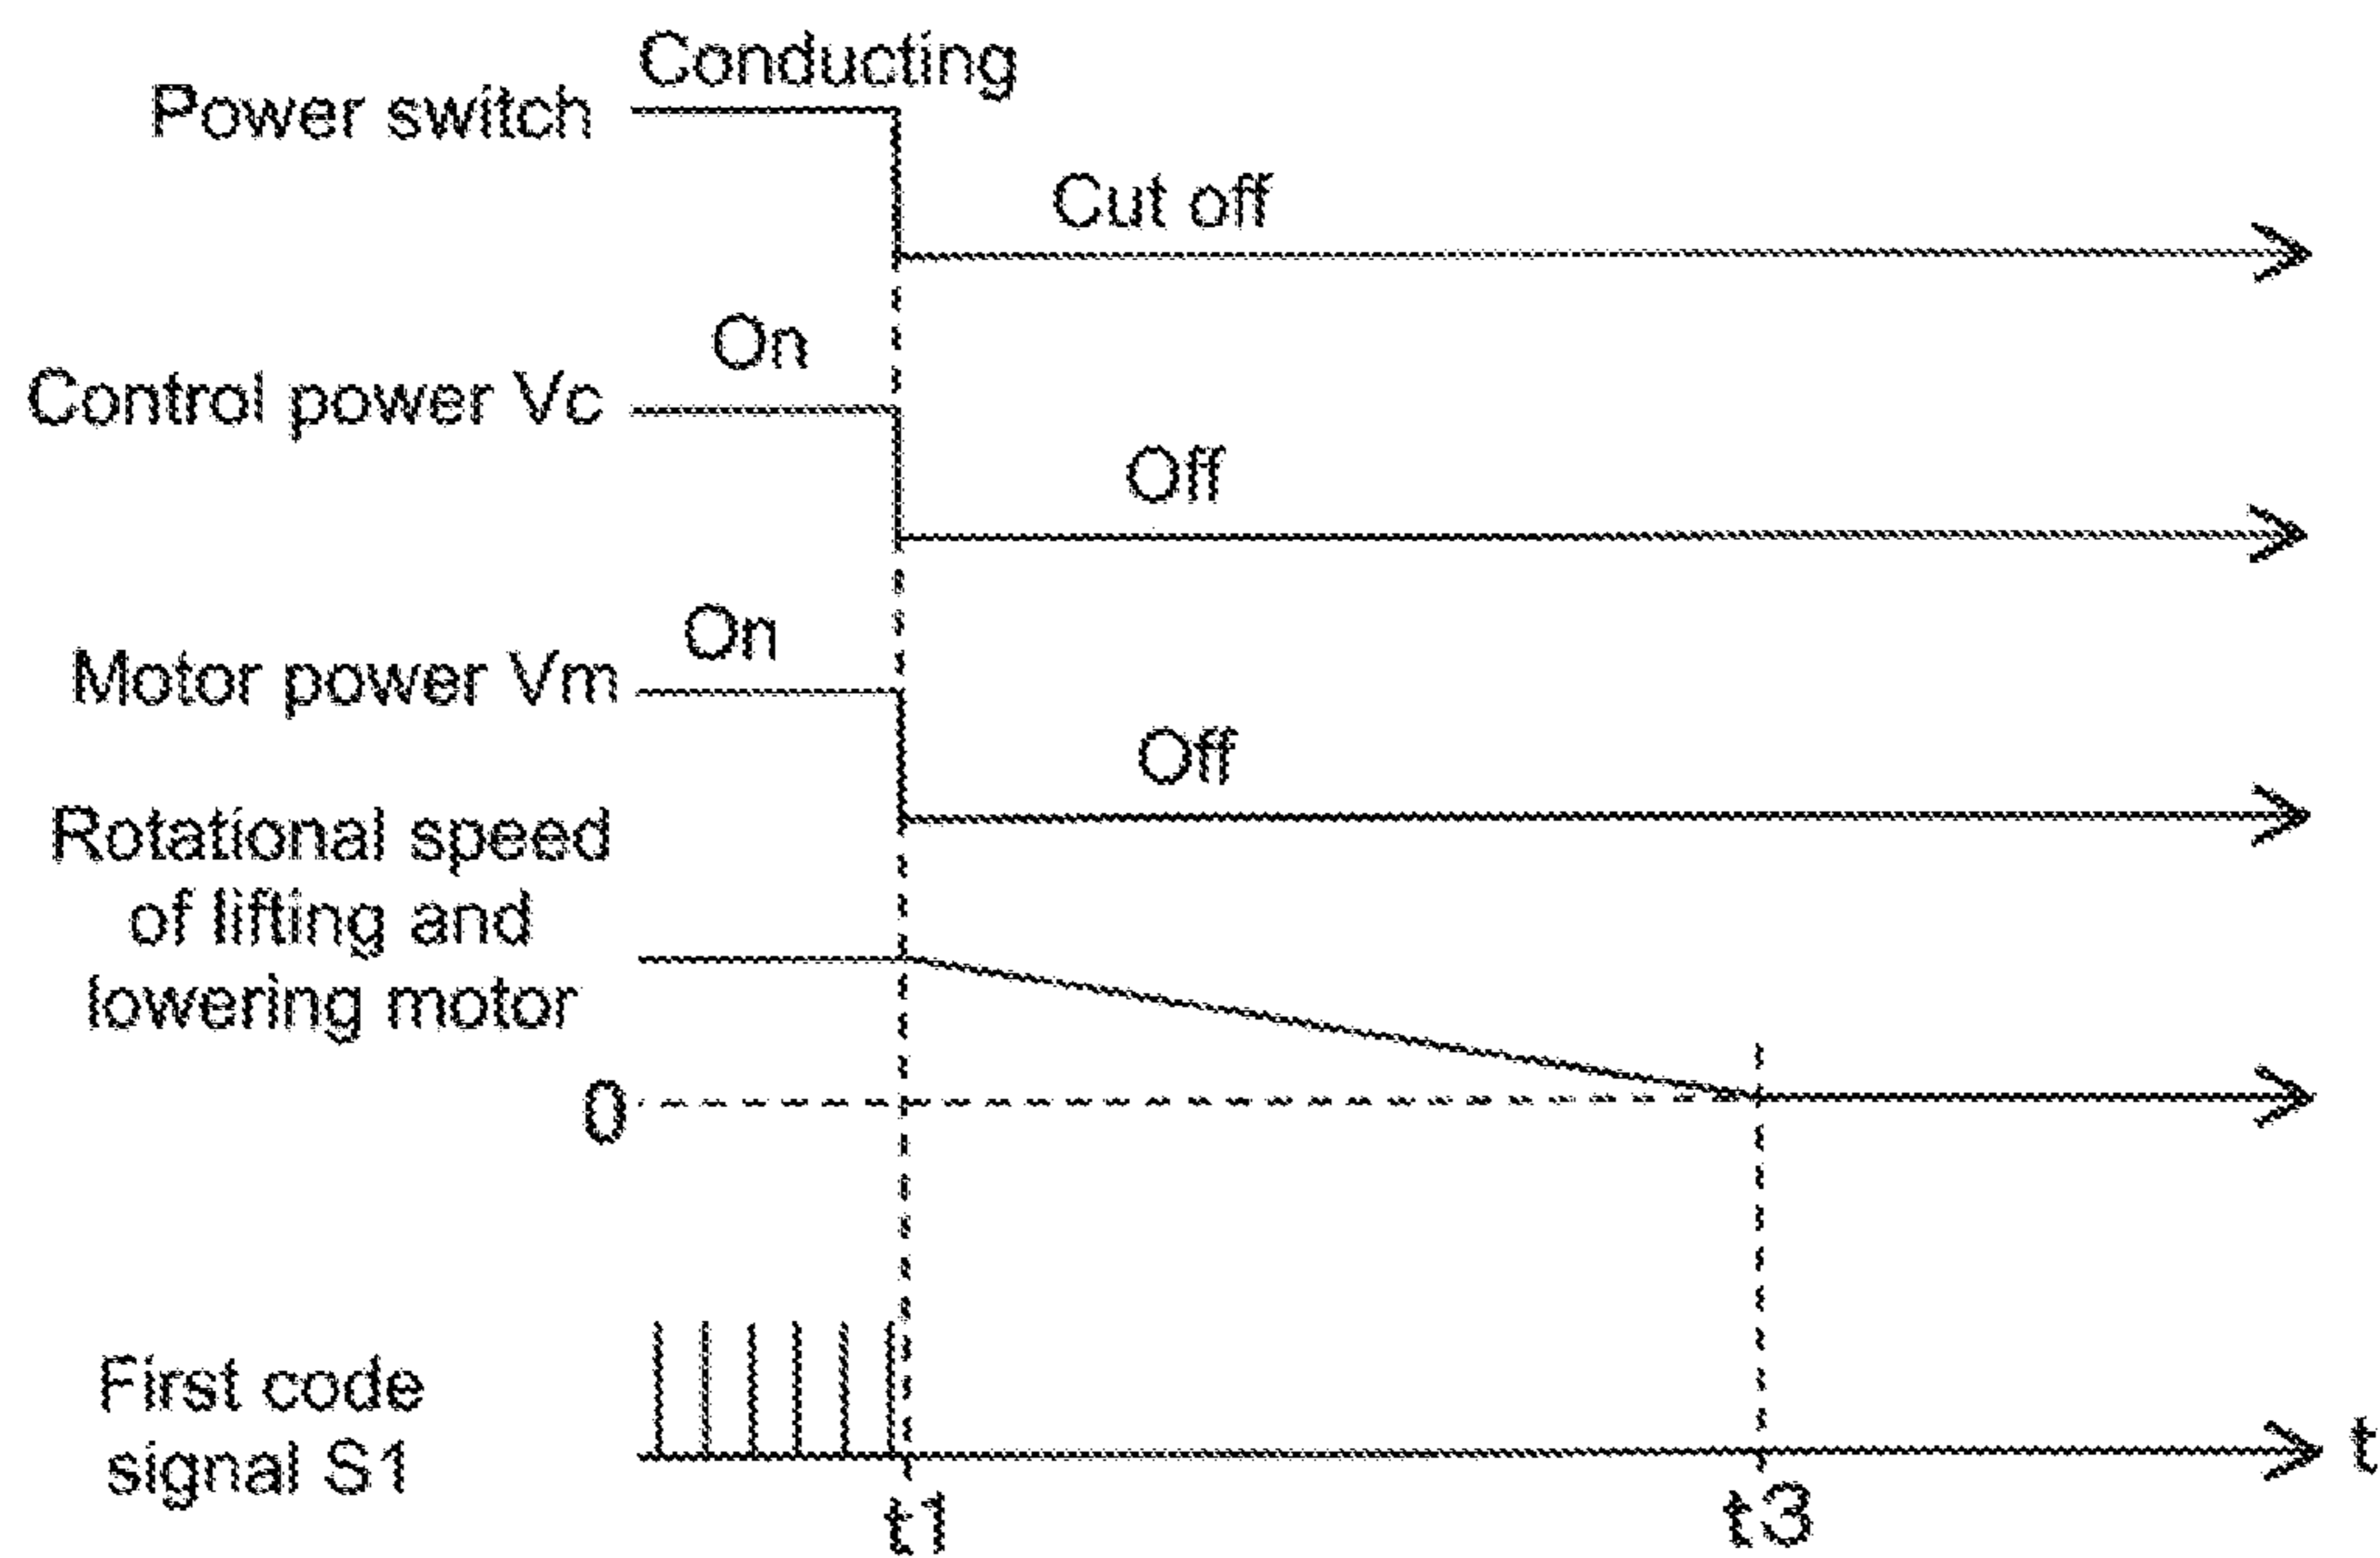 Conducting
Power switch
Cut off
On
Control power Vc
Off
On
Motor power Vm
Off
Rotational speed
of lifting and
lowering motor
0
First code
signal S1
t
t1
t3